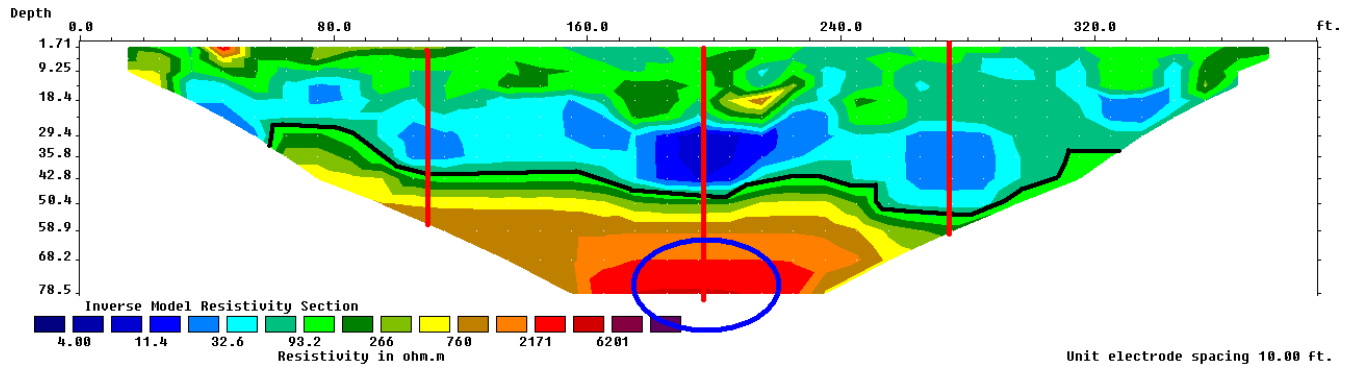 Depth
0.0 80.0 160.0 240.0 320.0 ft.
1.71
9.25
18.4
29.4
35.8
42.8
50.4
58.9
68.2
78.5
Inverse Model Resistivity Section
4.00 11.4 32.6 93.2 266 760 2171 6201
Resistivity in ohm.m
Unit electrode spacing 10.00 ft.